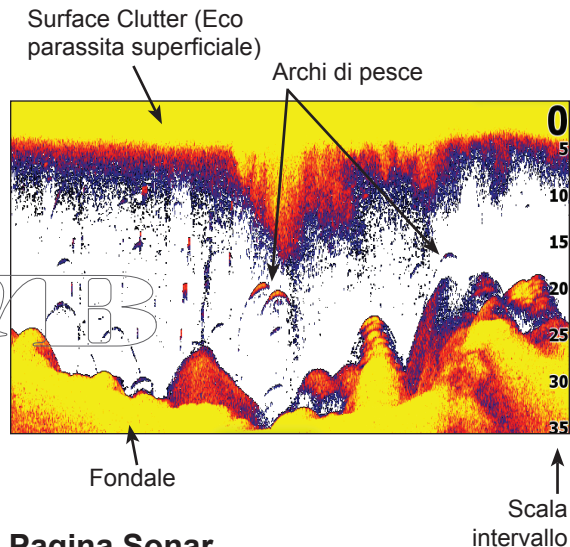 Surface Clutter (Eco
parassita superficiale)
Archi di pesce
0
5
10
15
20
25
30
35
Fondale
Scala
intervallo
Pagina Sonar